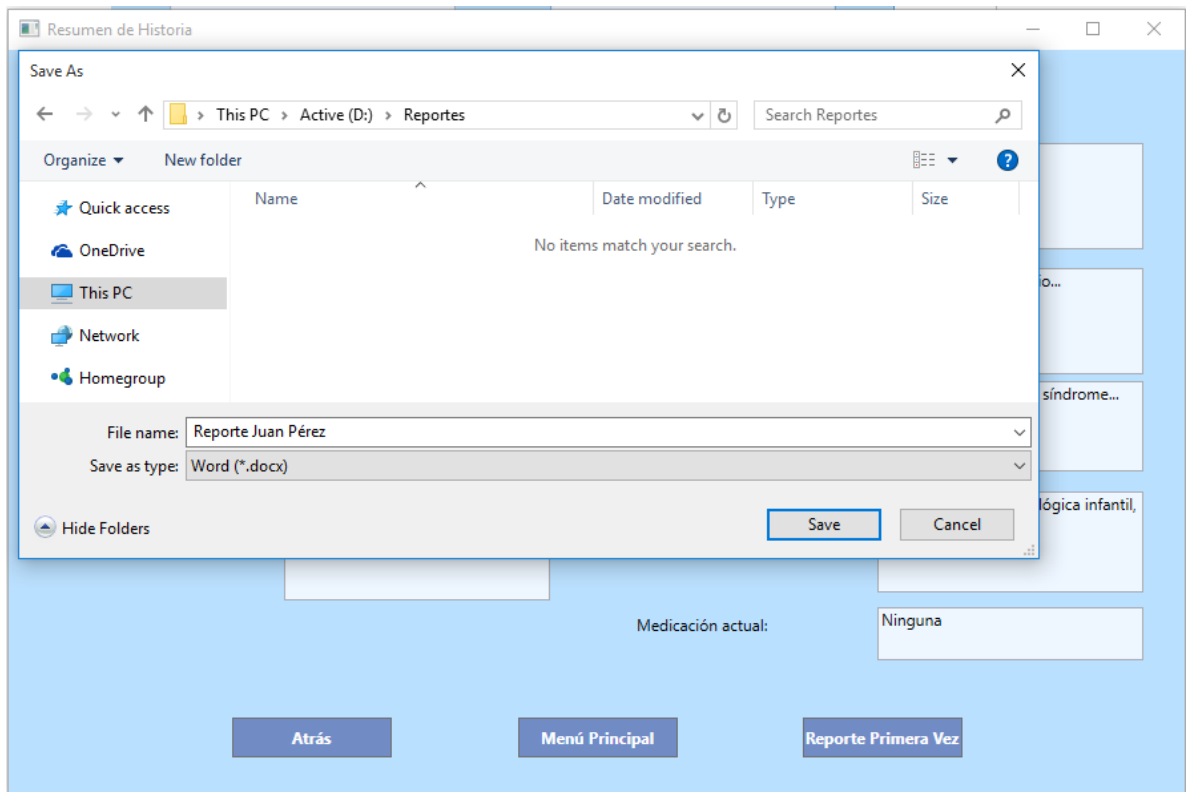 Resumen de Historia
Save As
This PC > Active (D:) > Reportes
Search Reportes
Organize
New folder
Name
Date modified
Type
Size
Quick access
OneDrive
This PC
Network
Homegroup
No items match your search.
io...
síndrome...
lógica infantil,
File name: Reporte Juan Pérez
Save as type: Word (*.docx)
Hide Folders
Save
Cancel
Medicación actual:
Ninguna
Atrás
Menú Principal
Reporte Primera Vez